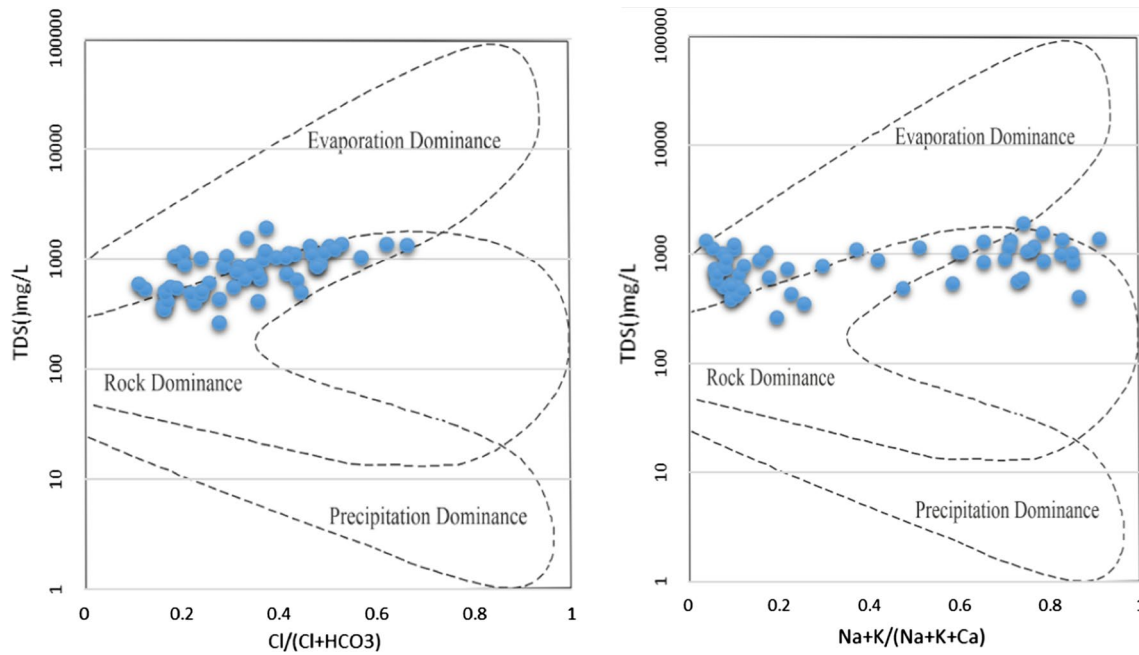 100000
10000
1000
100
10
1
TDS()mg/L
Evaporation Dominance
Rock Dominance
Precipitation Dominance
0 0.2 0.4 0.6 0.8 1
Cl/(Cl+HCO3)
100000
10000
1000
100
10
1
TDS()mg/L
Evaporation Dominance
Rock Dominance
Precipitation Dominance
0 0.2 0.4 0.6 0.8 1
Na+K/(Na+K+Ca)